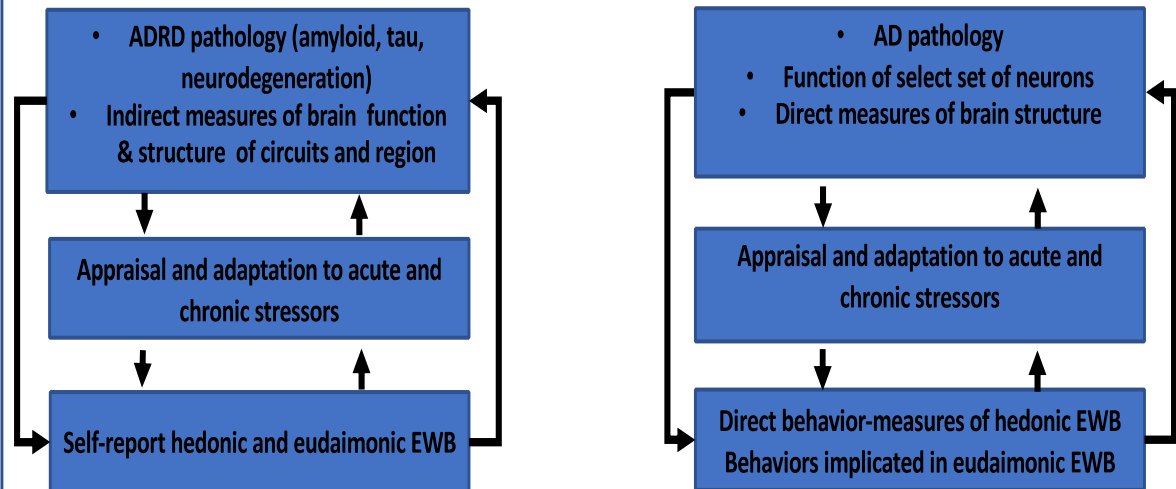 • ADRD pathology (amyloid, tau,
neurodegeneration)
• Indirect measures of brain function
& structure of circuits and region
Appraisal and adaptation to acute and
chronic stressors
Self-report hedonic and eudaimonic EWB
• AD pathology
• Function of select set of neurons
• Direct measures of brain structure
Appraisal and adaptation to acute and
chronic stressors
Direct behavior-measures of hedonic EWB
Behaviors implicated in eudaimonic EWB